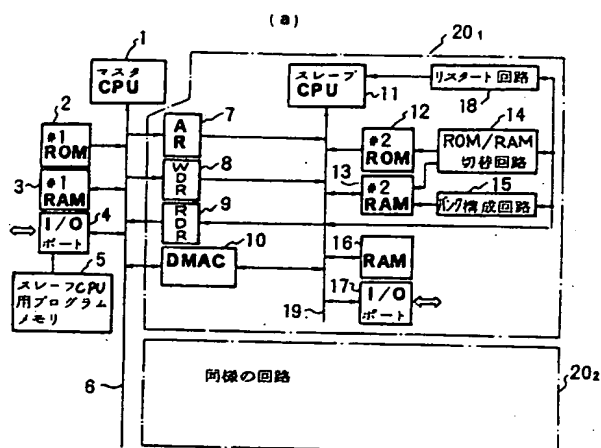 (a)
20₁
1
マスタ
CPU
スレーブ
CPU
11
リスタート回路
18
2
#1
ROM
7
AR
12
#2
ROM
14
ROM/RAM
切替回路
3
#1
RAM
8
WDR
13
#2
RAM
15
バンク構成回路
4
I/O
ポート
9
RDR
10
DMAC
16
RAM
5
スレーブCPU
用プログラム
メモリ
17
I/O
ポート
19
6
同様の回路
20₂